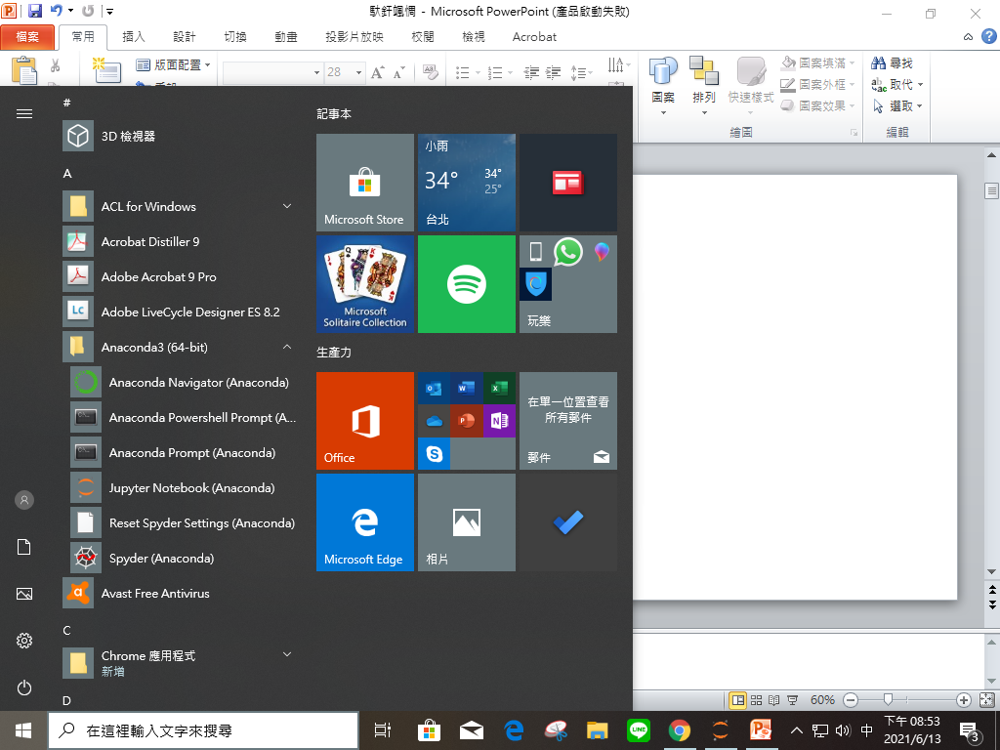 馱釬颯惆 - Microsoft PowerPoint (產品啟動失敗)
檔案
常用
插入
設計
切換
動畫
投影片放映
校閱
檢視
Acrobat
版面配置
28
圖案
排列
快速樣式
圖案填滿
圖案外框
圖案效果
繪圖
尋找
取代
選取
編輯
#
3D 檢視器
A
ACL for Windows
Acrobat Distiller 9
Adobe Acrobat 9 Pro
Adobe LiveCycle Designer ES 8.2
Anaconda3 (64-bit)
Anaconda Navigator (Anaconda)
Anaconda Powershell Prompt (A...
Anaconda Prompt (Anaconda)
Jupyter Notebook (Anaconda)
Reset Spyder Settings (Anaconda)
Spyder (Anaconda)
Avast Free Antivirus
C
Chrome 應用程式
新增
D
記事本
Microsoft Store
小雨
34°
34°
25°
台北
Microsoft
Solitaire Collection
玩樂
生產力
Office
在單一位置查看
所有郵件
郵件
Microsoft Edge
相片
60%
在這裡輸入文字來搜尋
中
下午 08:53
2021/6/13
3